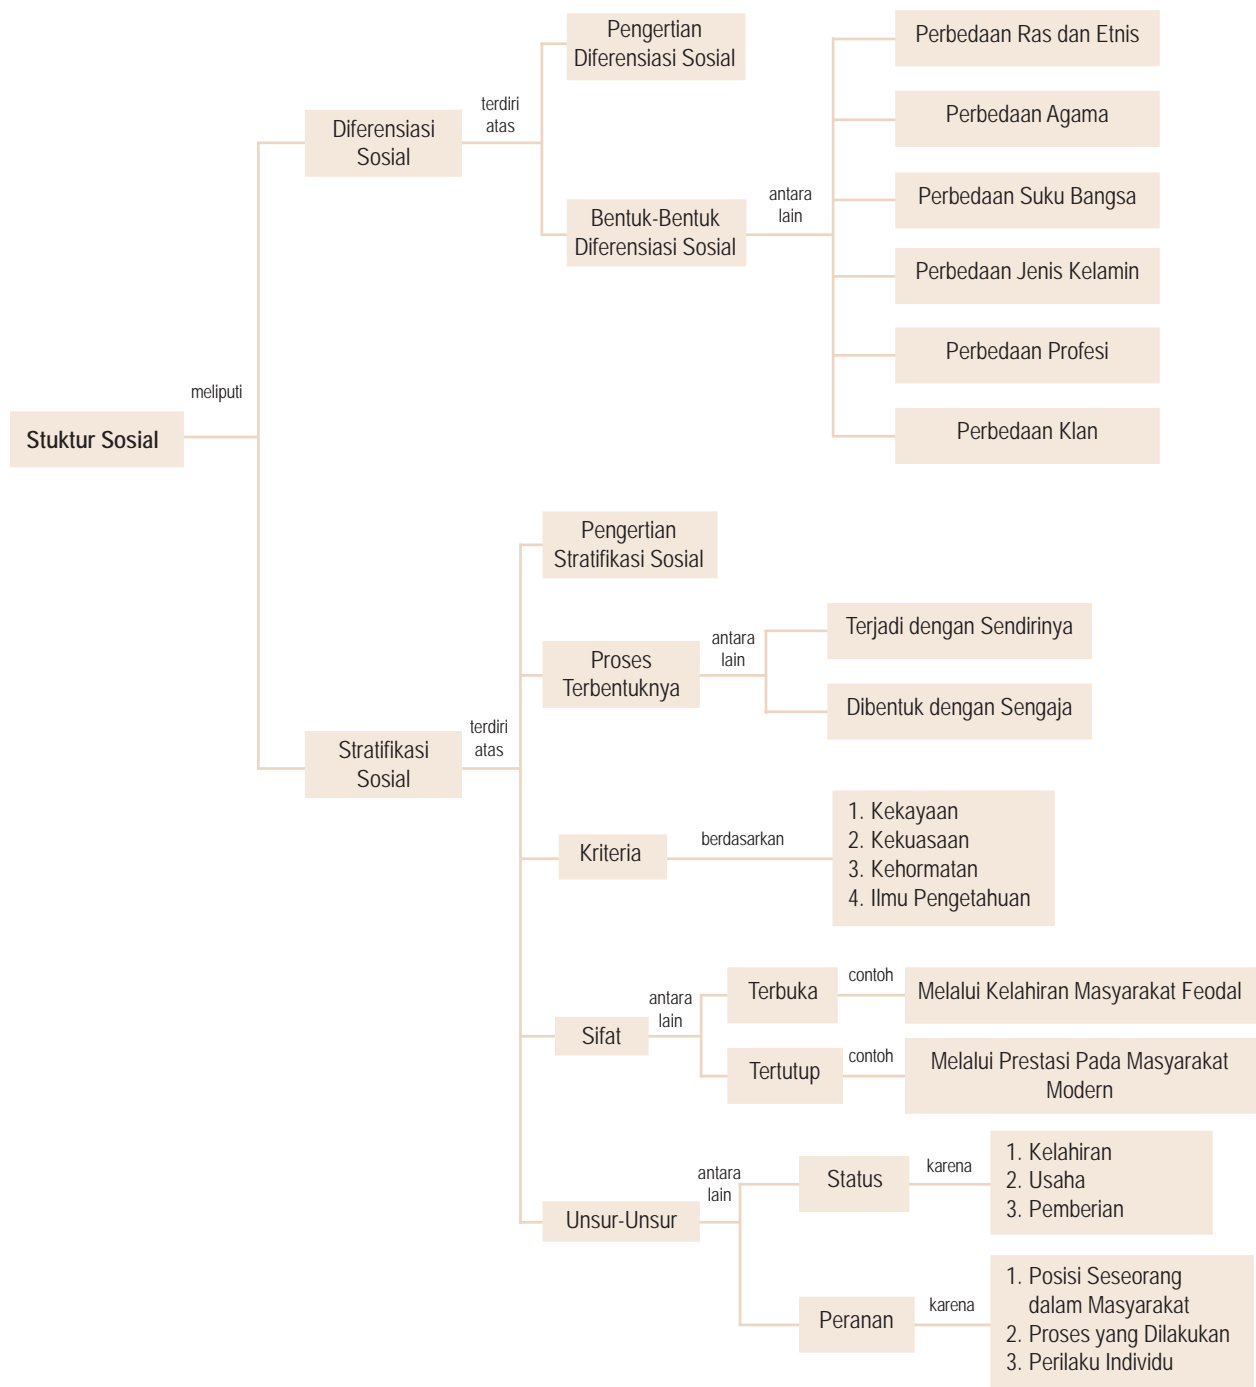 Stuktur Sosial
meliputi
Diferensiasi
Sosial
terdiri
atas
Pengertian
Diferensiasi Sosial
Bentuk-Bentuk
Diferensiasi Sosial
antara
lain
Perbedaan Ras dan Etnis
Perbedaan Agama
Perbedaan Suku Bangsa
Perbedaan Jenis Kelamin
Perbedaan Profesi
Perbedaan Klan
Stratifikasi
Sosial
terdiri
atas
Pengertian
Stratifikasi Sosial
Proses
Terbentuknya
antara
lain
Terjadi dengan Sendirinya
Dibentuk dengan Sengaja
Kriteria
berdasarkan
1. Kekayaan
2. Kekuasaan
3. Kehormatan
4. Ilmu Pengetahuan
Sifat
antara
lain
Terbuka
contoh
Melalui Kelahiran Masyarakat Feodal
Tertutup
contoh
Melalui Prestasi Pada Masyarakat
Modern
Unsur-Unsur
antara
lain
Status
karena
1. Kelahiran
2. Usaha
3. Pemberian
Peranan
karena
1. Posisi Seseorang
dalam Masyarakat
2. Proses yang Dilakukan
3. Perilaku Individu